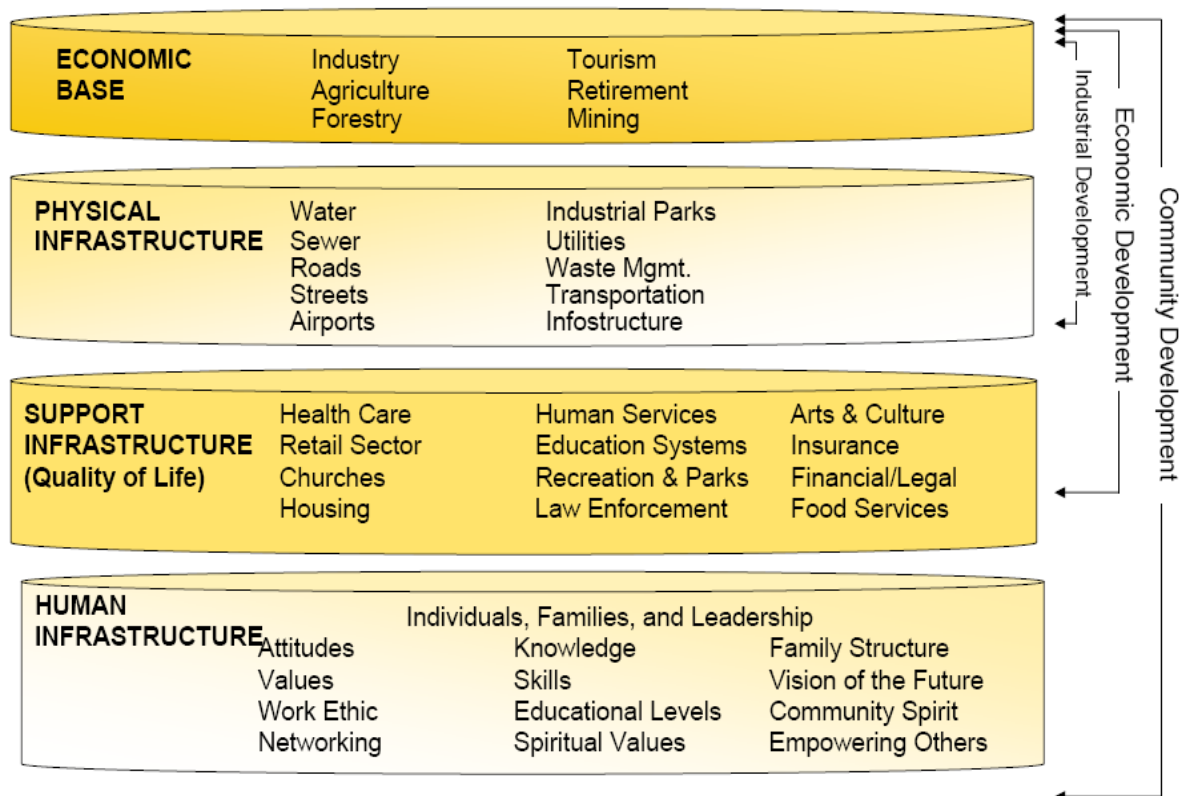 ECONOMIC BASE
Industry
Agriculture
Forestry
Tourism
Retirement
Mining
PHYSICAL
INFRASTRUCTURE
Water
Sewer
Roads
Streets
Airports
Industrial Parks
Utilities
Waste Mgmt.
Transportation
Infostructure
SUPPORT
INFRASTRUCTURE
(Quality of Life)
Health Care
Retail Sector
Churches
Housing
Human Services
Education Systems
Recreation & Parks
Law Enforcement
Arts & Culture
Insurance
Financial/Legal
Food Services
HUMAN
INFRASTRUCTURE
Individuals, Families, and Leadership
Attitudes
Values
Work Ethic
Networking
Knowledge
Skills
Educational Levels
Spiritual Values
Family Structure
Vision of the Future
Community Spirit
Empowering Others
Industrial Development
Economic Development
Community Development